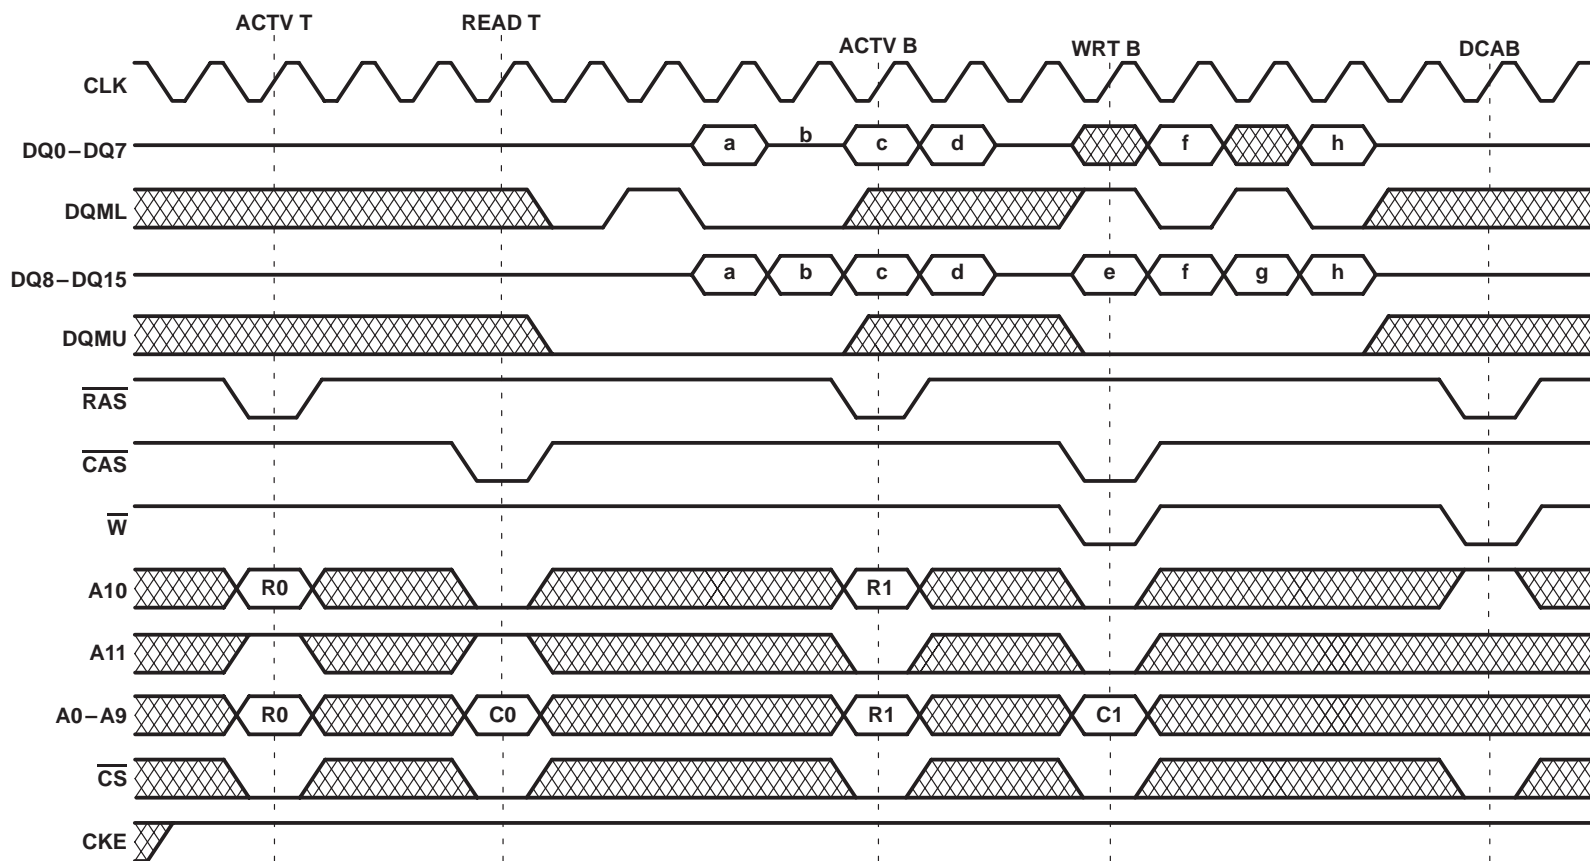 ACTV T
READ T
ACTV B
WRT B
DCAB
CLK
DQ0–DQ7
a
b
c
d
f
h
DQML
DQ8–DQ15
a
b
c
d
e
f
g
h
DQMU
RAS
CAS
W
A10
R0
R1
A11
A0–A9
R0
C0
R1
C1
CS
CKE